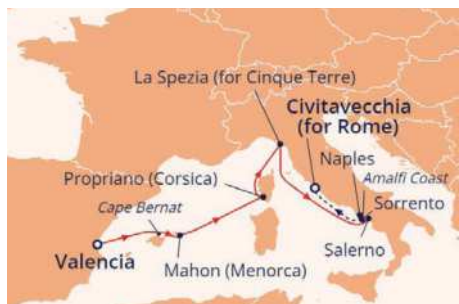 La Spezia (for Cinque Terre)
Civitavecchia
(for Rome)
Naples
Amalfi Coast
Propriano (Corsica)
Sorrento
Cape Bernat
Salerno
Valencia
Mahon (Menorca)